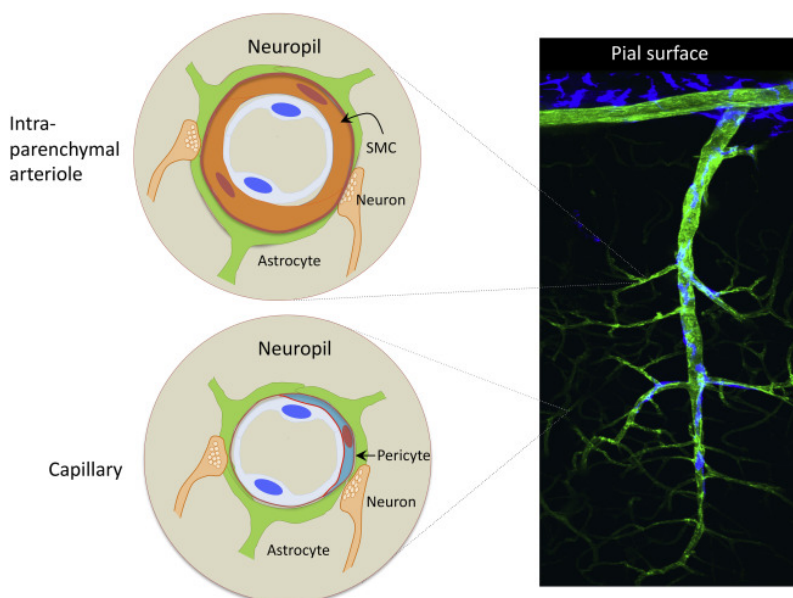 Neuropil
Intra-
parenchymal
arteriole
SMC
Neuron
Astrocyte
Neuropil
Capillary
Pericyte
Neuron
Astrocyte
Pial surface